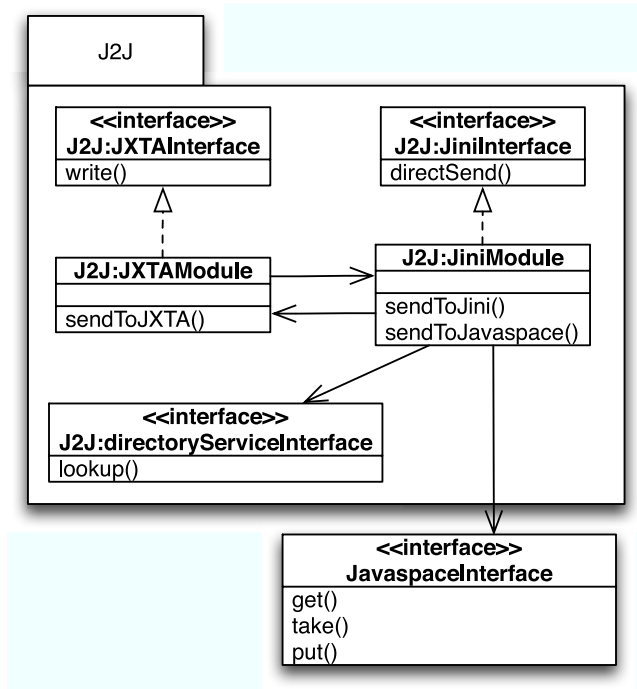 J2J
<<interface>>
J2J:JXTAInterface
write()
<<interface>>
J2J:JiniInterface
directSend()
J2J:JXTAModule
sendToJXTA()
J2J:JiniModule
sendToJini()
sendToJavaspace()
<<interface>>
J2J:directoryServiceInterface
lookup()
<<interface>>
JavaspaceInterface
get()
take()
put()